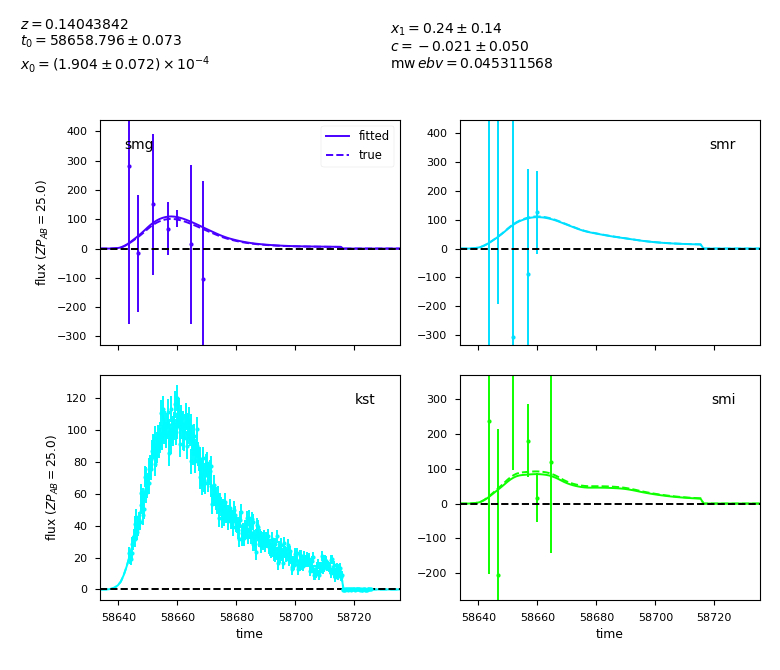 z = 0.14043842
t₀ = 58658.796 ± 0.073
x₀ = (1.904 ± 0.072) × 10⁻⁴
x₁ = 0.24 ± 0.14
c = −0.021 ± 0.050
mw ebv = 0.045311568
smg
fitted
true
400
300
200
100
0
−100
−200
−300
flux (ZP_AB = 25.0)
smr
400
300
200
100
0
−100
−200
−300
kst
120
100
80
60
40
20
0
flux (ZP_AB = 25.0)
58640 58660 58680 58700 58720
time
smi
300
200
100
0
−100
−200
58640 58660 58680 58700 58720
time